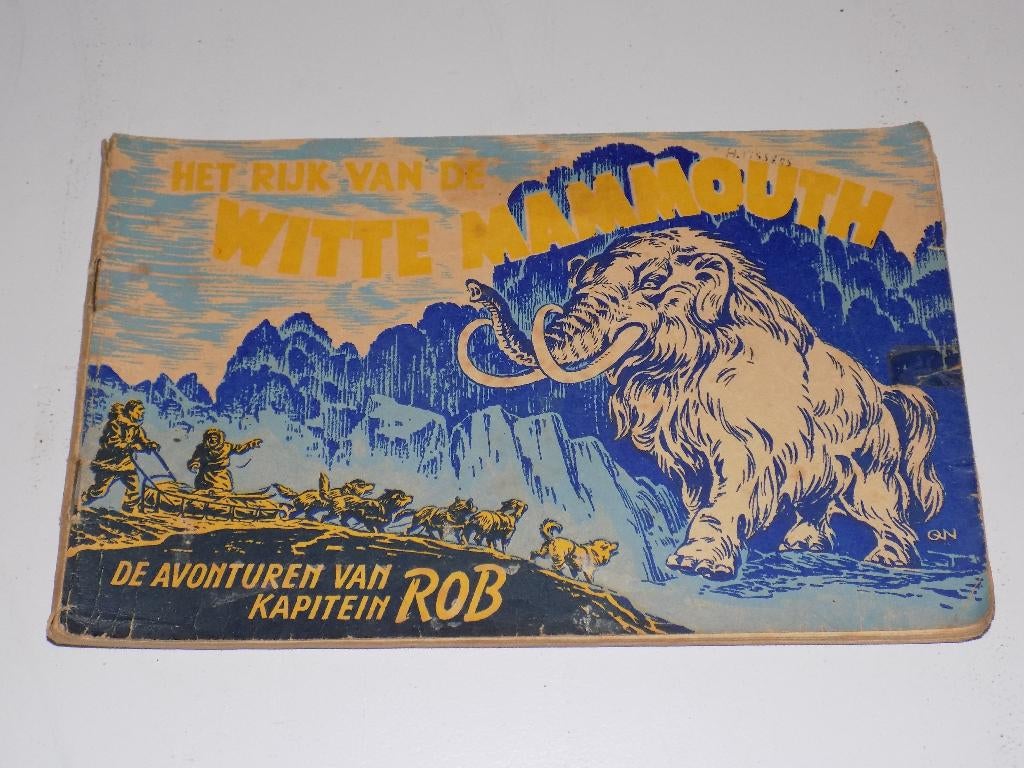 HET RIJK VAN DE
WITTE MAMMOUTH
DE AVONTUREN VAN
KAPITEIN ROB